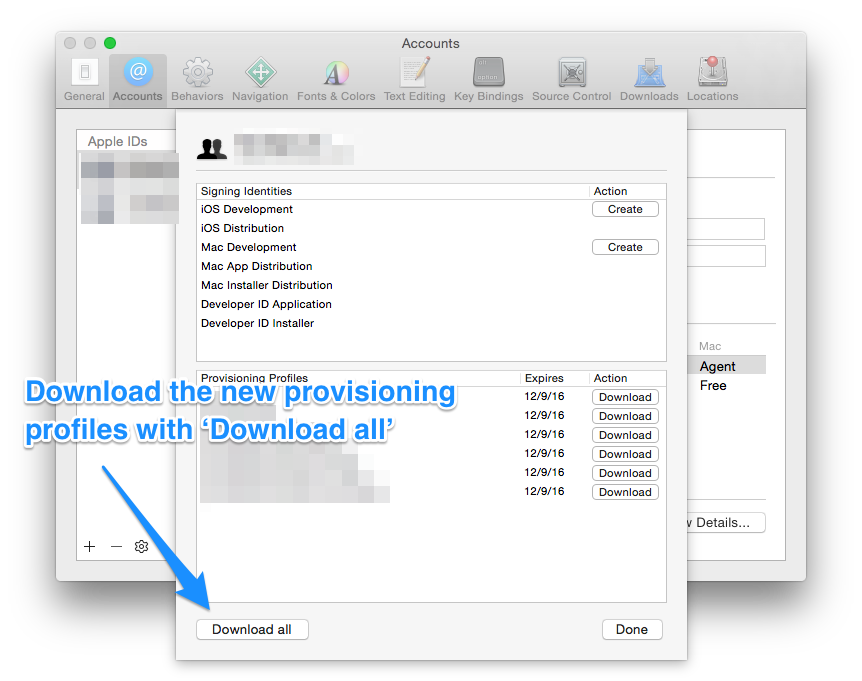 Accounts
General
Accounts
Behaviors
Navigation
Fonts & Colors
Text Editing
Key Bindings
Source Control
Downloads
Locations
Apple IDs
Signing Identities Action
iOS Development Create
iOS Distribution
Mac Development Create
Mac App Distribution
Mac Installer Distribution
Developer ID Application
Developer ID Installer
Mac
Agent
Free
Provisioning Profiles Expires Action
12/9/16 Download
12/9/16 Download
12/9/16 Download
12/9/16 Download
12/9/16 Download
12/9/16 Download
Download the new provisioning
profiles with ‘Download all’
Details...
Download all
Done